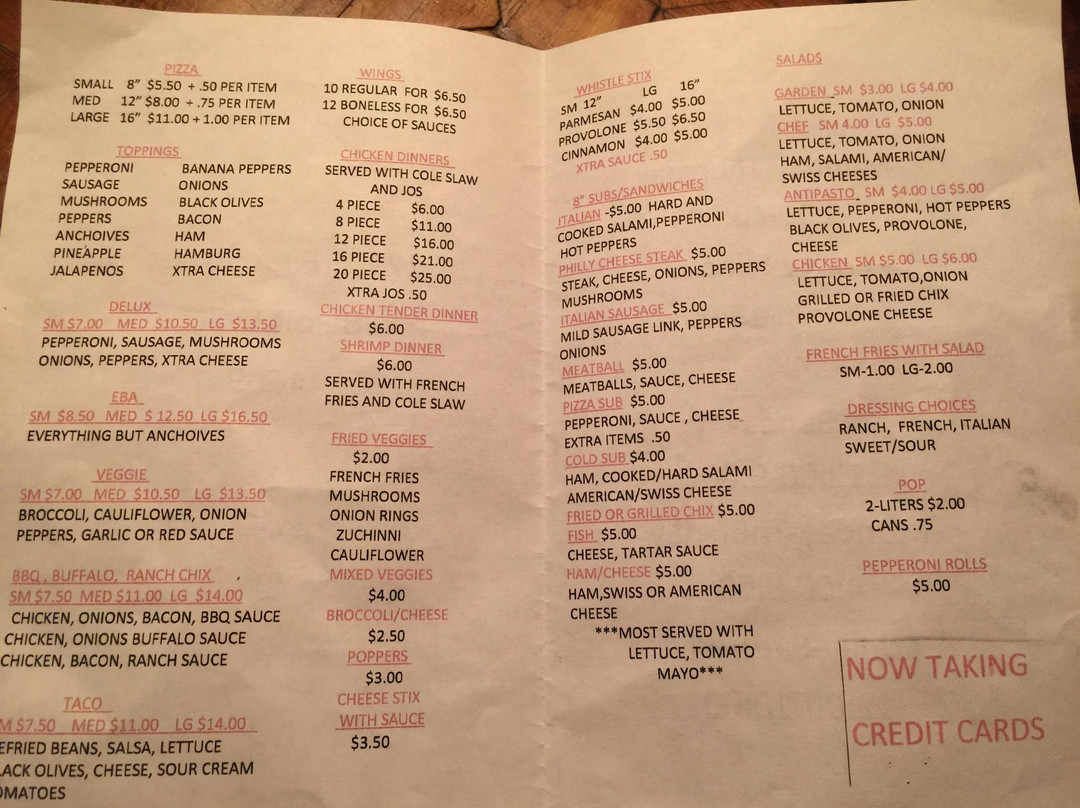 PIZZA
SMALL 8" $5.50 + .50 PER ITEM
MED 12" $8.00 + .75 PER ITEM
LARGE 16" $11.00 + 1.00 PER ITEM
TOPPINGS
PEPPERONI BANANA PEPPERS
SAUSAGE ONIONS
MUSHROOMS BLACK OLIVES
PEPPERS BACON
ANCHOIVES HAM
PINEAPPLE HAMBURG
JALAPENOS XTRA CHEESE
DELUX
SM $7.00 MED $10.50 LG $13.50
PEPPERONI, SAUSAGE, MUSHROOMS
ONIONS, PEPPERS, XTRA CHEESE
EBA
SM $8.50 MED $ 12.50 LG $16.50
EVERYTHING BUT ANCHOIVES
VEGGIE
SM $7.00 MED $10.50 LG $13.50
BROCCOLI, CAULIFLOWER, ONION
PEPPERS, GARLIC OR RED SAUCE
BBQ, BUFFALO, RANCH CHIX
SM $7.50 MED $11.00 LG $14.00
CHICKEN, ONIONS, BACON, BBQ SAUCE
CHICKEN, ONIONS BUFFALO SAUCE
CHICKEN, BACON, RANCH SAUCE
TACO
M $7.50 MED $11.00 LG $14.00
EFRIED BEANS, SALSA, LETTUCE
LACK OLIVES, CHEESE, SOUR CREAM
OMATOES
WINGS
10 REGULAR FOR $6.50
12 BONELESS FOR $6.50
CHOICE OF SAUCES
CHICKEN DINNERS
SERVED WITH COLE SLAW
AND JOS
4 PIECE $6.00
8 PIECE $11.00
12 PIECE $16.00
16 PIECE $21.00
20 PIECE $25.00
XTRA JOS .50
CHICKEN TENDER DINNER
$6.00
SHRIMP DINNER
$6.00
SERVED WITH FRENCH
FRIES AND COLE SLAW
FRIED VEGGIES
$2.00
FRENCH FRIES
MUSHROOMS
ONION RINGS
ZUCHINNI
CAULIFLOWER
MIXED VEGGIES
$4.00
BROCCOLI/CHEESE
$2.50
POPPERS
$3.00
CHEESE STIX
WITH SAUCE
$3.50
WHISTLE STIX
SM 12" LG 16"
PARMESAN $4.00 $5.00
PROVOLONE $5.50 $6.50
CINNAMON $4.00 $5.00
XTRA SAUCE .50
8" SUBS/SANDWICHES
ITALIAN -$5.00 HARD AND
COOKED SALAMI,PEPPERONI
HOT PEPPERS
PHILLY CHEESE STEAK $5.00
STEAK, CHEESE, ONIONS, PEPPERS
MUSHROOMS
ITALIAN SAUSAGE $5.00
MILD SAUSAGE LINK, PEPPERS
ONIONS
MEATBALL $5.00
MEATBALLS, SAUCE, CHEESE
PIZZA SUB $5.00
PEPPERONI, SAUCE , CHEESE
EXTRA ITEMS .50
COLD SUB $4.00
HAM, COOKED/HARD SALAMI
AMERICAN/SWISS CHEESE
FRIED OR GRILLED CHIX $5.00
FISH $5.00
CHEESE, TARTAR SAUCE
HAM/CHEESE $5.00
HAM,SWISS OR AMERICAN
CHEESE
***MOST SERVED WITH
LETTUCE, TOMATO
MAYO***
SALADS
GARDEN SM $3.00 LG $4.00
LETTUCE, TOMATO, ONION
CHEF SM 4.00 LG $5.00
LETTUCE, TOMATO, ONION
HAM, SALAMI, AMERICAN/
SWISS CHEESES
ANTIPASTO SM $4.00 LG $5.00
LETTUCE, PEPPERONI, HOT PEPPERS
BLACK OLIVES, PROVOLONE,
CHEESE
CHICKEN SM $5.00 LG $6.00
LETTUCE, TOMATO,ONION
GRILLED OR FRIED CHIX
PROVOLONE CHEESE
FRENCH FRIES WITH SALAD
SM-1.00 LG-2.00
DRESSING CHOICES
RANCH, FRENCH, ITALIAN
SWEET/SOUR
POP
2-LITERS $2.00
CANS .75
PEPPERONI ROLLS
$5.00
NOW TAKING
CREDIT CARDS